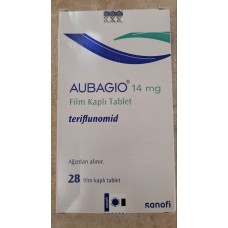 AUBAGIO® 14 mg
Film Kaplı Tablet
teriflunomid
Ağızdan alınır.
28 film kaplı tablet
sanofi